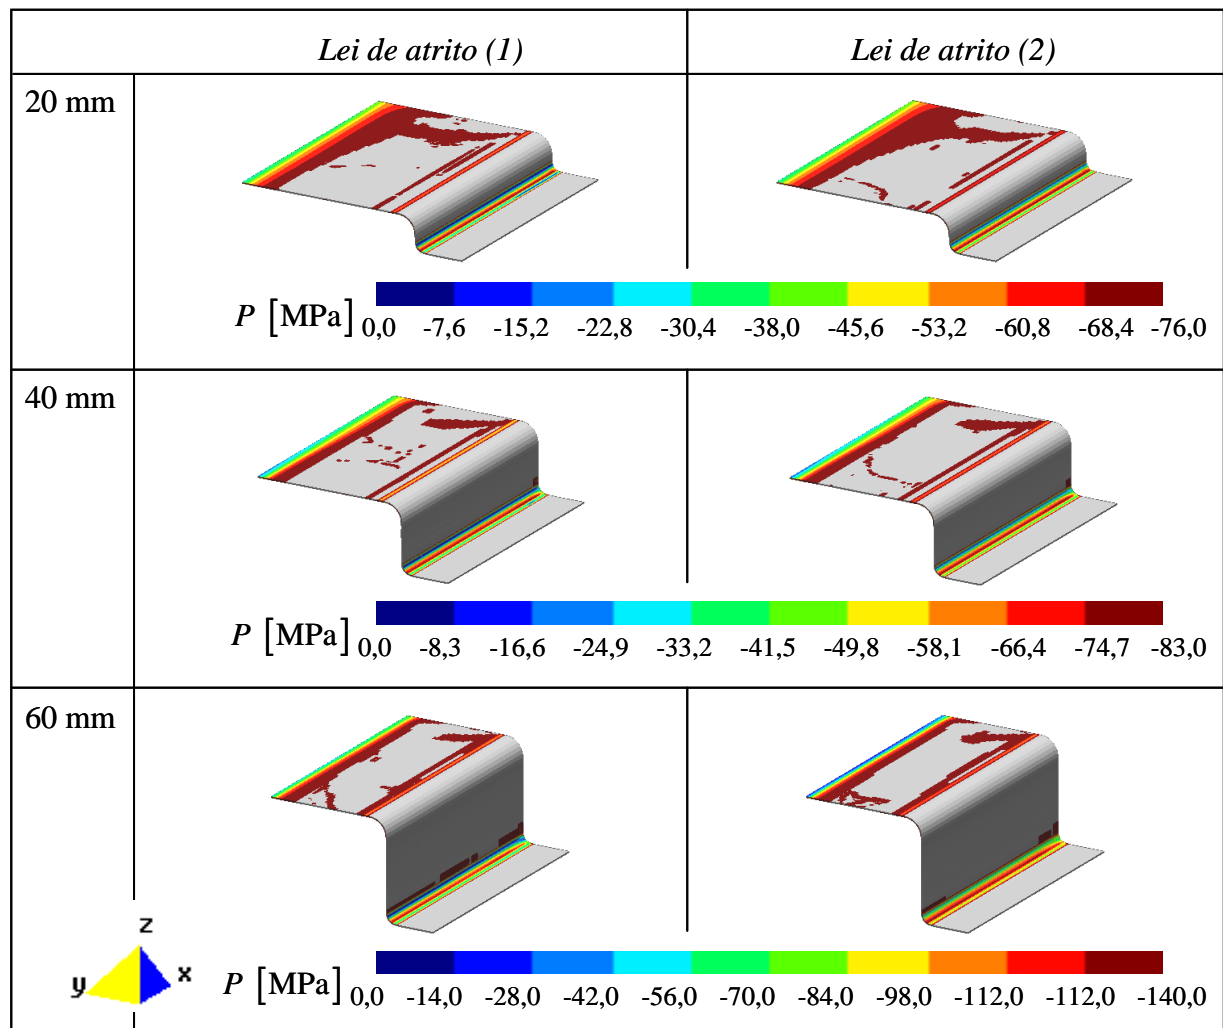 Lei de atrito (1) Lei de atrito (2)
20 mm
P [MPa] 0,0 -7,6 -15,2 -22,8 -30,4 -38,0 -45,6 -53,2 -60,8 -68,4 -76,0
40 mm
P [MPa] 0,0 -8,3 -16,6 -24,9 -33,2 -41,5 -49,8 -58,1 -66,4 -74,7 -83,0
60 mm
z
y x
P [MPa] 0,0 -14,0 -28,0 -42,0 -56,0 -70,0 -84,0 -98,0 -112,0 -112,0 -140,0